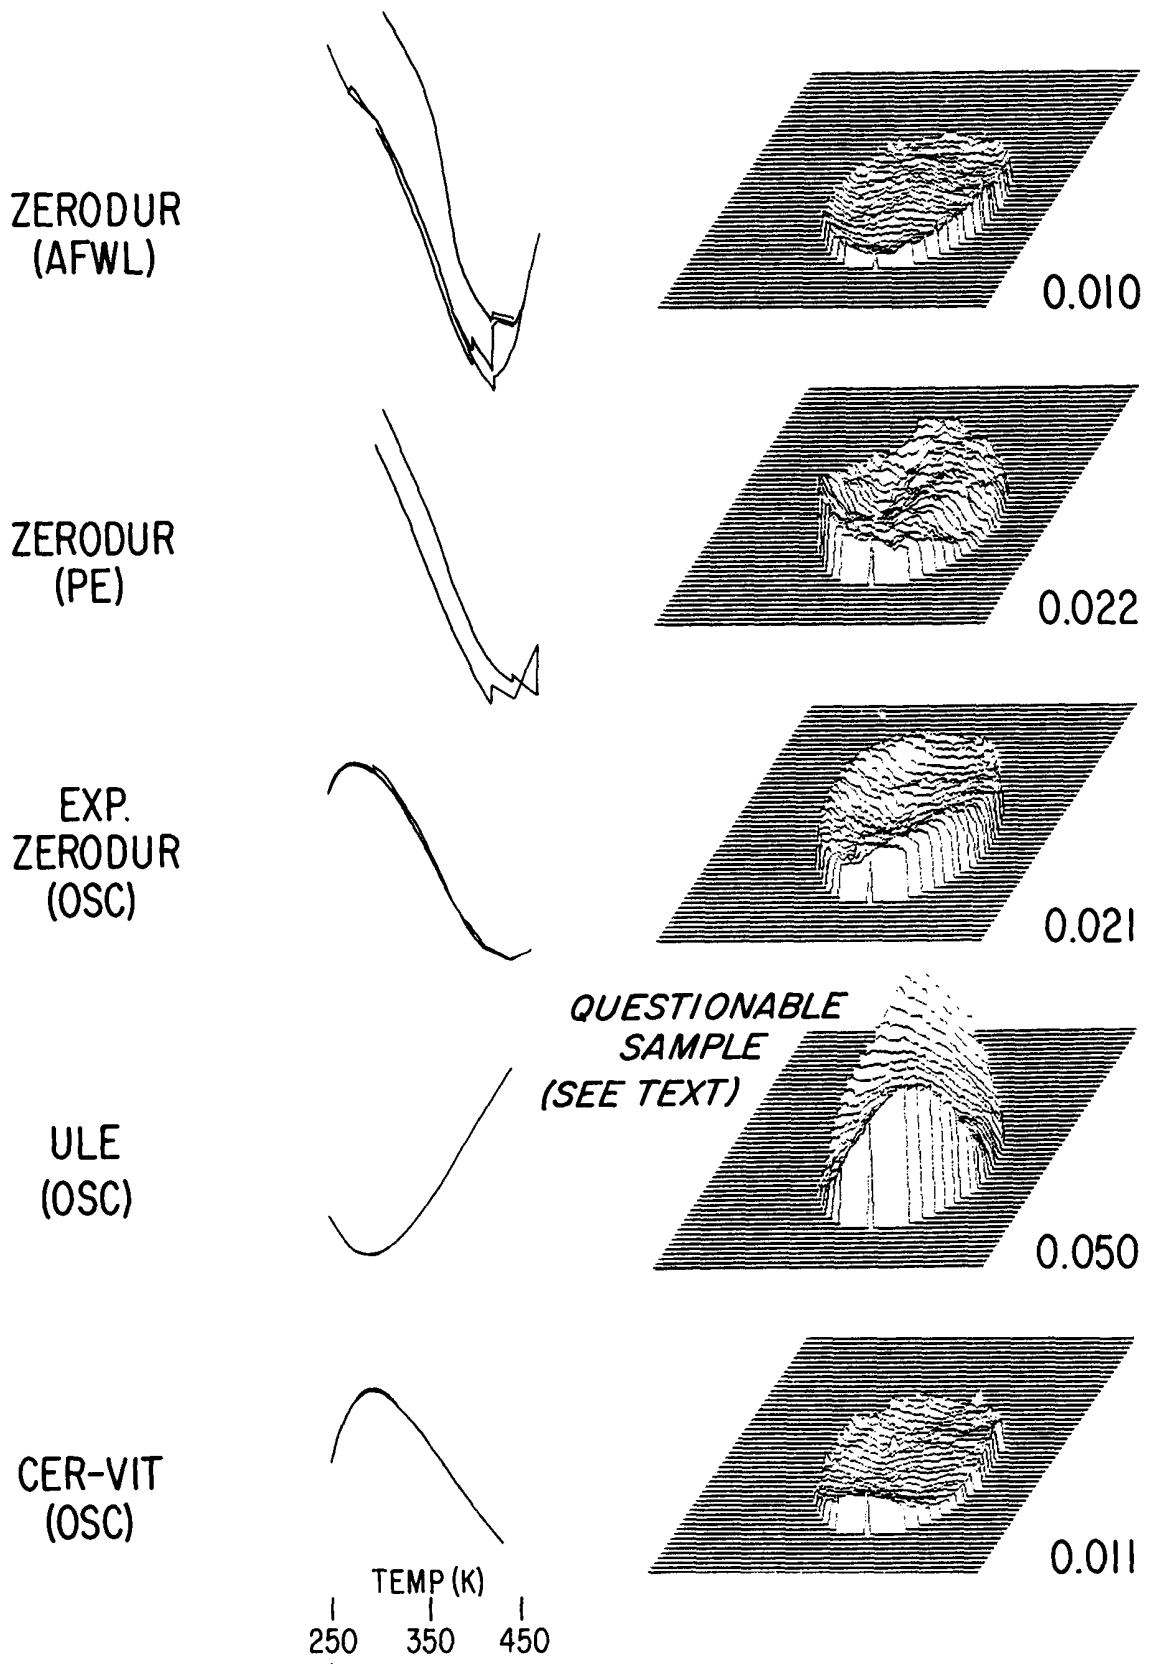 ZERODUR
(AFWL)
0.010
ZERODUR
(PE)
0.022
EXP.
ZERODUR
(OSC)
0.021
QUESTIONABLE
SAMPLE
(SEE TEXT)
ULE
(OSC)
0.050
CER-VIT
(OSC)
0.011
TEMP (K)
250 350 450